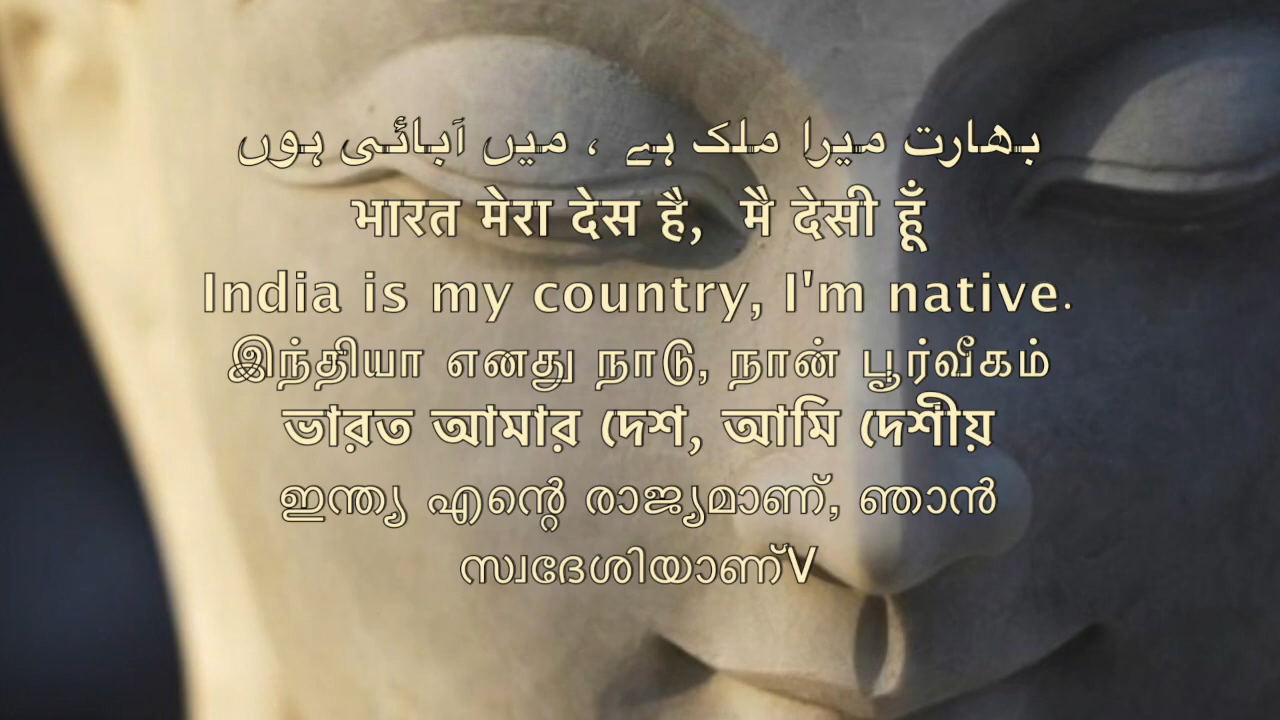 بھارت میرا ملک ہے ، میں آبائی ہوں
भारत मेरा देस है, मै देसी हूँ
India is my country, I'm native.
இந்தியா எனது நாடு, நான் பூர்வீகம்
ভারত আমার দেশ, আমি দেশীয়
ഇന്ത്യ എന്റെ രാജ്യമാണ്, ഞാൻ
സ്വദേശിയാണ്V